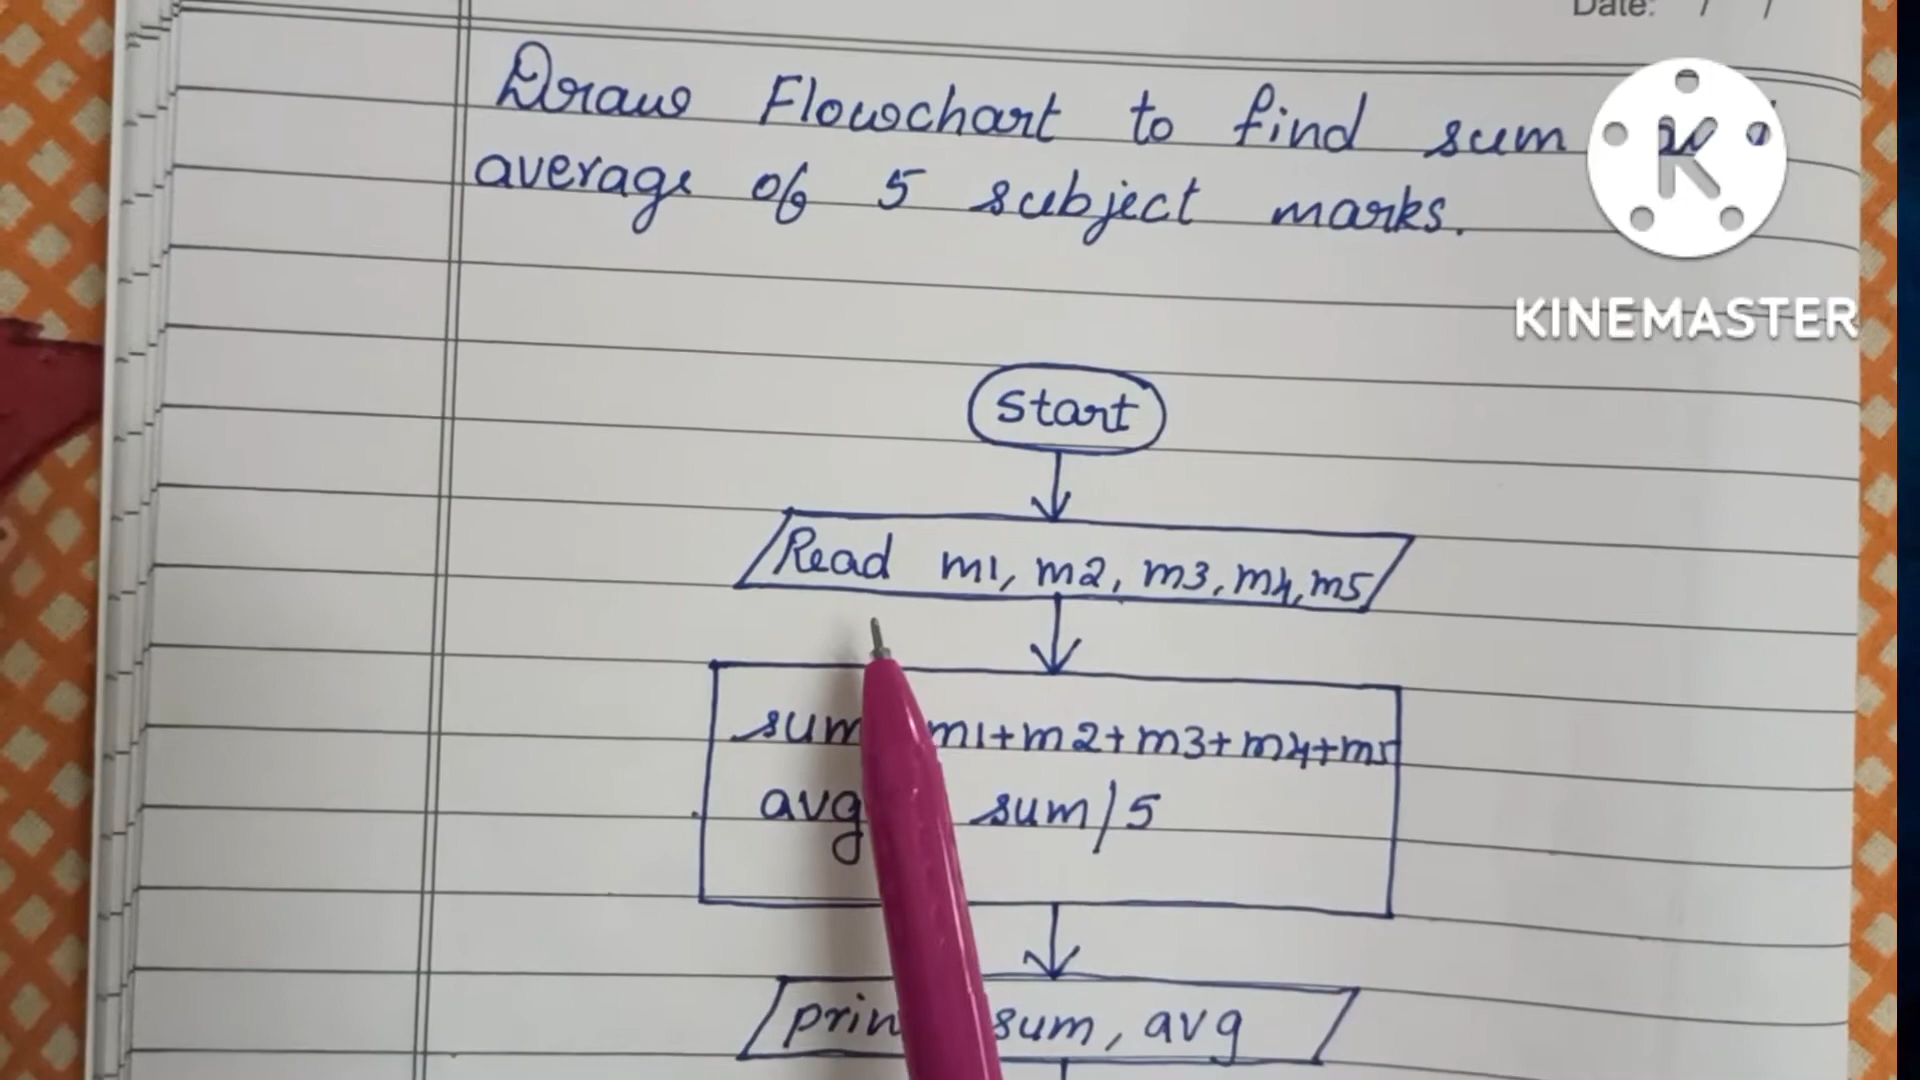 Date: / /
Draw Flowchart to find sum
average of 5 subject marks.
K
KINEMASTER
Start
Read m1, m2, m3, m4, m5
sum m1+m2+m3+m4+m5
avg sum/5
sum, avg